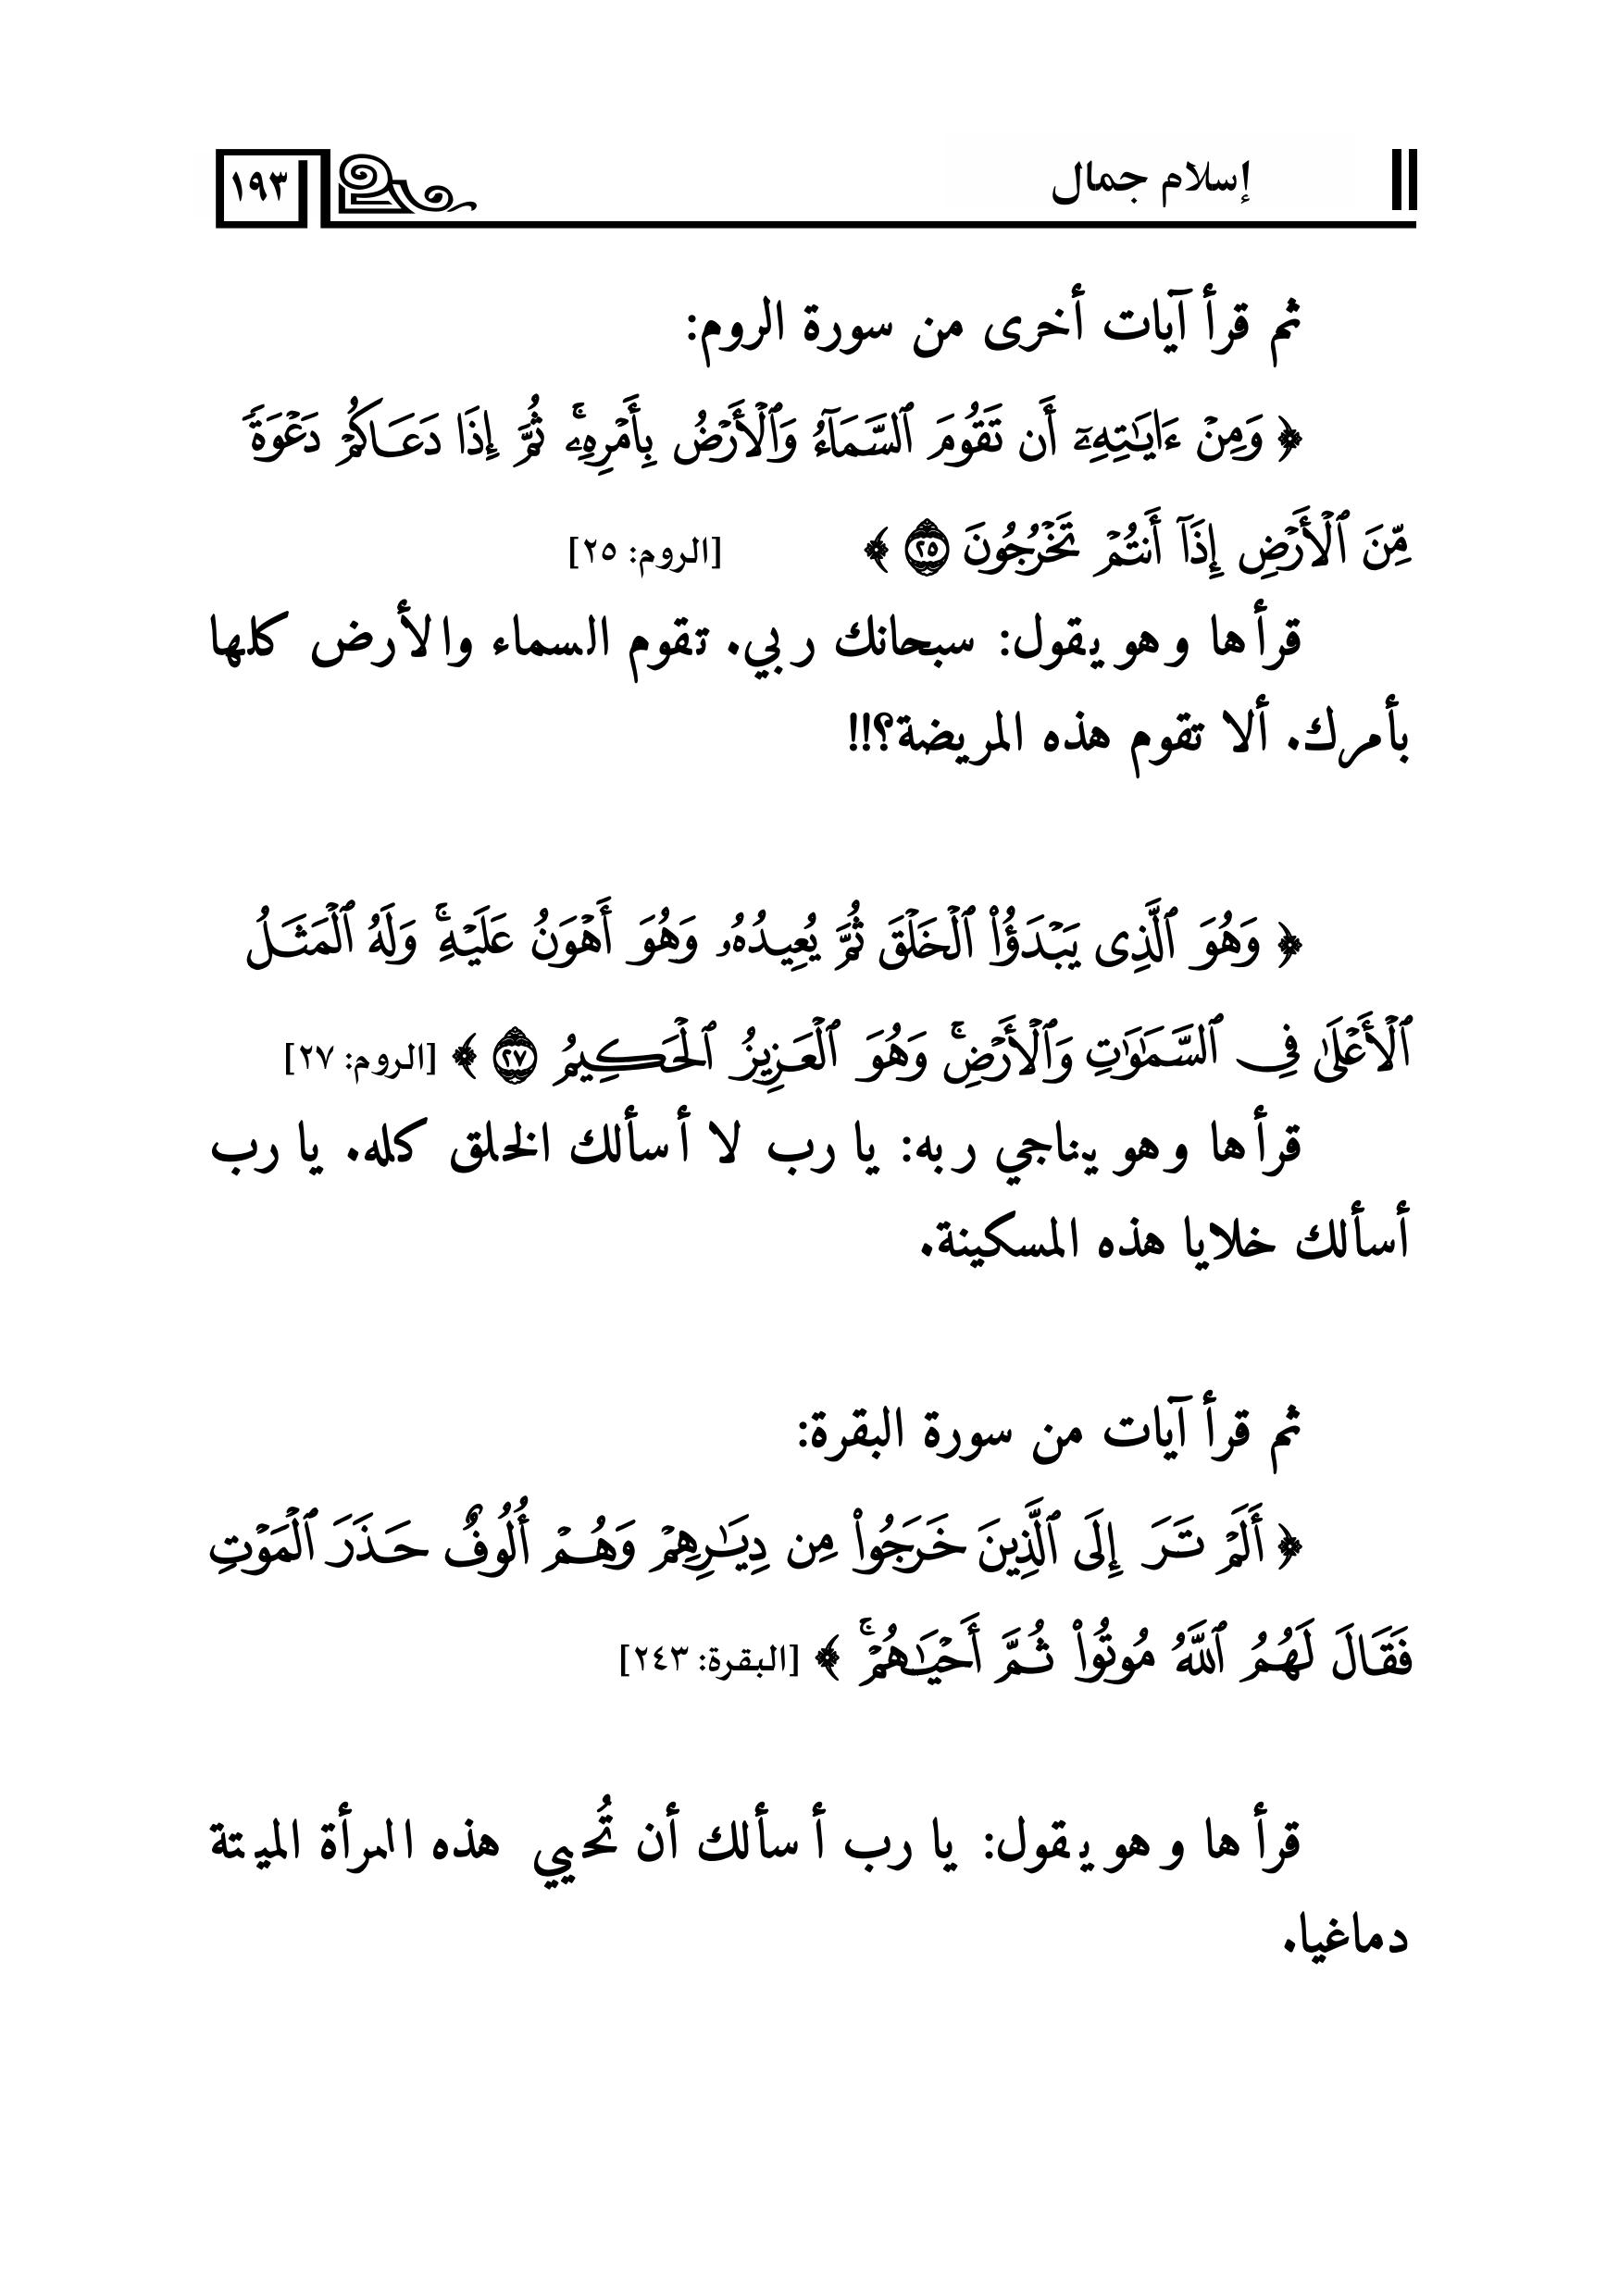 إسلام جمال
١٩٣
ثم قرأ آيات أخرى من سورة الروم:
﴿ وَمِنْ ءَايَـٰتِهِۦٓ أَن تَقُومَ ٱلسَّمَآءُ وَٱلْأَرْضُ بِأَمْرِهِۦ ۚ ثُمَّ إِذَا دَعَاكُمْ دَعْوَةً
مِّنَ ٱلْأَرْضِ إِذَآ أَنتُمْ تَخْرُجُونَ ٢٥ ﴾ [الروم: ٢٥]
قرأها وهو يقول: سبحانك ربي. تقوم السماء والأرض كلها
بأمرك. ألا تقوم هذه المريضة؟!!
﴿ وَهُوَ ٱلَّذِى يَبْدَؤُا۟ ٱلْخَلْقَ ثُمَّ يُعِيدُهُۥ وَهُوَ أَهْوَنُ عَلَيْهِ ۚ وَلَهُ ٱلْمَثَلُ
ٱلْأَعْلَىٰ فِى ٱلسَّمَـٰوَٰتِ وَٱلْأَرْضِ ۚ وَهُوَ ٱلْعَزِيزُ ٱلْحَكِيمُ ٢٧ ﴾ [الروم: ٢٧]
قرأها وهو يناجي ربه: يا رب لا أسألك الخلق كله. يا رب
أسألك خلايا هذه المسكينة.
ثم قرأ آيات من سورة البقرة:
﴿ أَلَمْ تَرَ إِلَى ٱلَّذِينَ خَرَجُوا۟ مِن دِيَـٰرِهِمْ وَهُمْ أُلُوفٌ حَذَرَ ٱلْمَوْتِ
فَقَالَ لَهُمُ ٱللَّهُ مُوتُوا۟ ثُمَّ أَحْيَـٰهُمْ ۚ ﴾ [البقرة: ٢٤٣]
قرأها وهو يقول: يا رب أسألك أن تُحيي هذه المرأة الميتة
دماغيا.